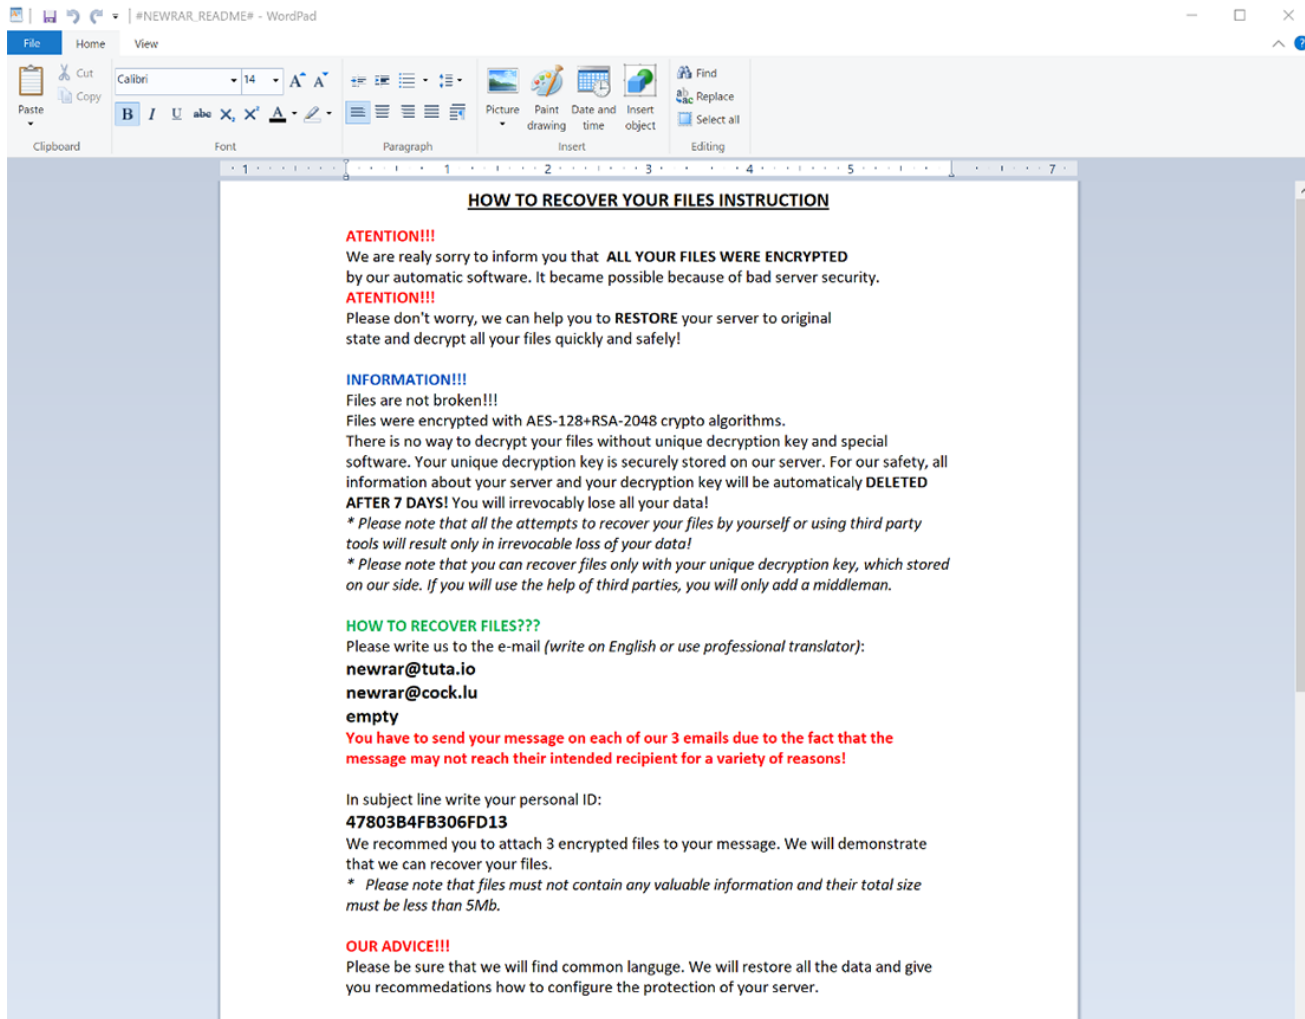 #NEWRAR_README# - WordPad
File Home View
Paste Cut Copy Clipboard
Calibri 14
B I U abc X₂ X² A
Font
Paragraph
Picture Paint drawing Date and time Insert object
Insert
Find
Replace
Select all
Editing
1 1 2 3 4 5 7
HOW TO RECOVER YOUR FILES INSTRUCTION
ATENTION!!!
We are realy sorry to inform you that ALL YOUR FILES WERE ENCRYPTED
by our automatic software. It became possible because of bad server security.
ATENTION!!!
Please don't worry, we can help you to RESTORE your server to original
state and decrypt all your files quickly and safely!
INFORMATION!!!
Files are not broken!!!
Files were encrypted with AES-128+RSA-2048 crypto algorithms.
There is no way to decrypt your files without unique decryption key and special
software. Your unique decryption key is securely stored on our server. For our safety, all
information about your server and your decryption key will be automaticaly DELETED
AFTER 7 DAYS! You will irrevocably lose all your data!
* Please note that all the attempts to recover your files by yourself or using third party
tools will result only in irrevocable loss of your data!
* Please note that you can recover files only with your unique decryption key, which stored
on our side. If you will use the help of third parties, you will only add a middleman.
HOW TO RECOVER FILES???
Please write us to the e-mail (write on English or use professional translator):
newrar@tuta.io
newrar@cock.lu
empty
You have to send your message on each of our 3 emails due to the fact that the
message may not reach their intended recipient for a variety of reasons!
In subject line write your personal ID:
47803B4FB306FD13
We recommed you to attach 3 encrypted files to your message. We will demonstrate
that we can recover your files.
* Please note that files must not contain any valuable information and their total size
must be less than 5Mb.
OUR ADVICE!!!
Please be sure that we will find common languge. We will restore all the data and give
you recommedations how to configure the protection of your server.